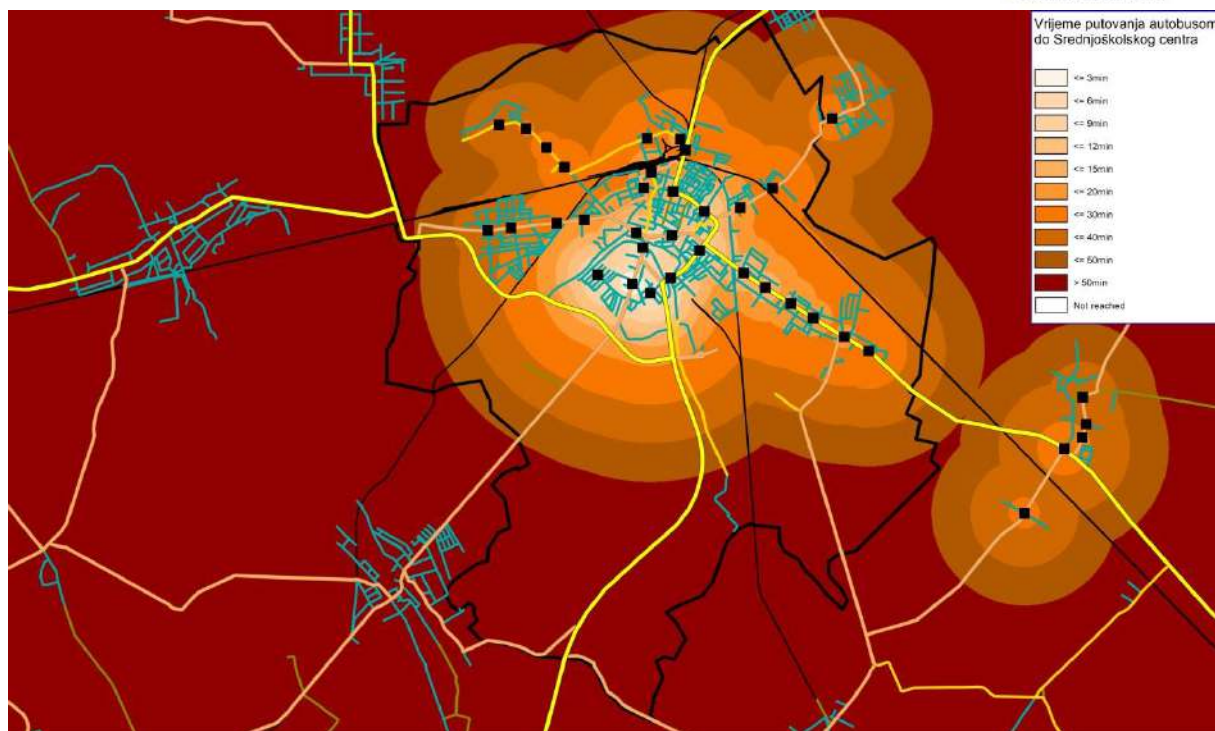 Vrijeme putovanja autobusom
do Srednjoškolskog centra
<= 3min
<= 6min
<= 9min
<= 12min
<= 15min
<= 20min
<= 30min
<= 40min
<= 50min
> 50min
Not reached